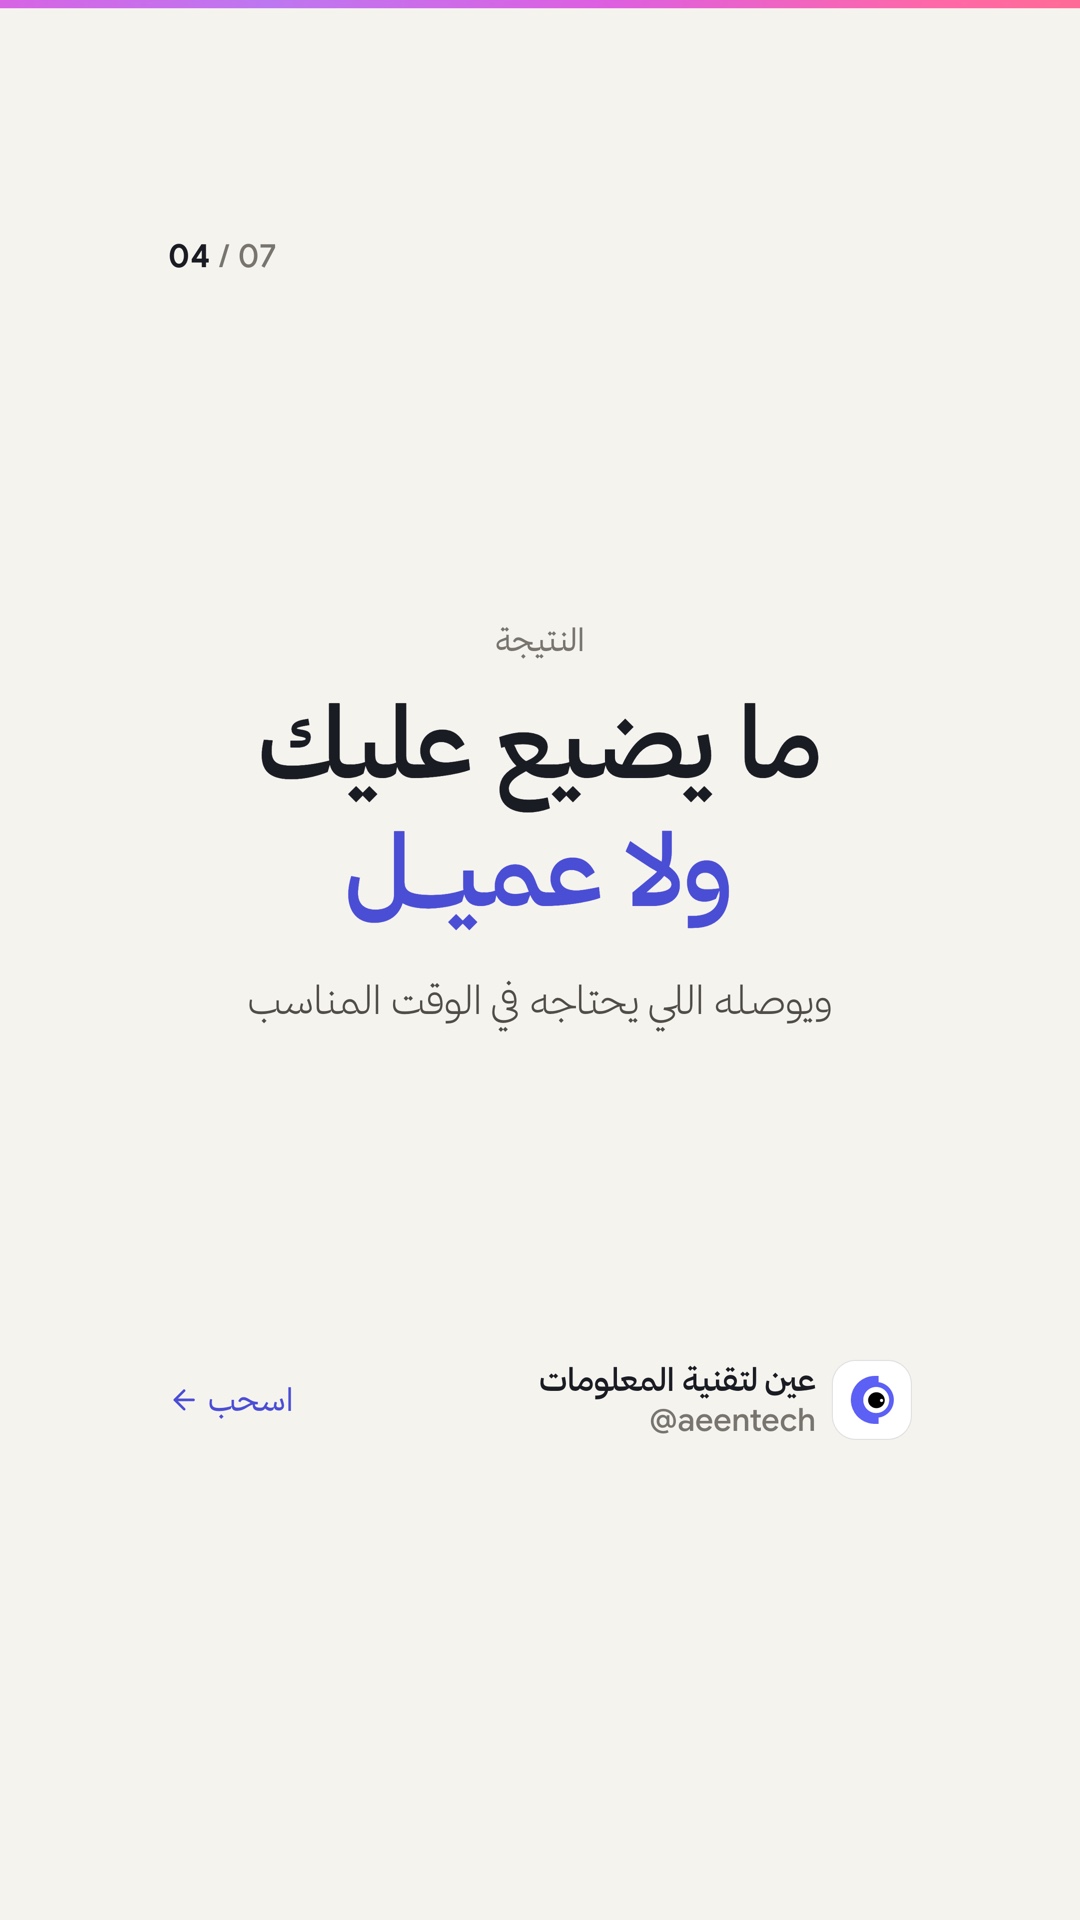 04 / 07
النتيجة
ما يضيع عليك
ولا عميـل
ويوصله اللي يحتاجه في الوقت المناسب
عين لتقنية المعلومات
@aeentech
اسحب ←